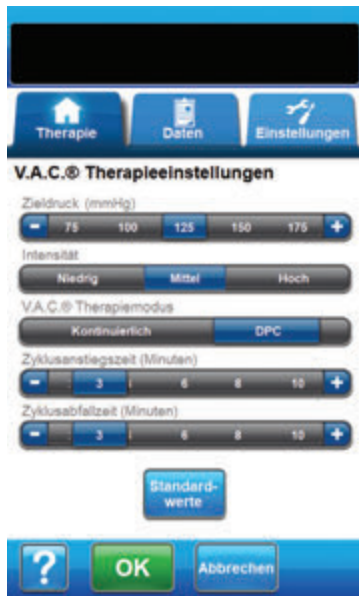 Therapie Daten Einstellungen
V.A.C.® Therapieeinstellungen
Zieldruck (mmHg)
- 75 100 125 150 175 +
Intensität
Niedrig Mittel Hoch
V.A.C.® Therapiemodus
Kontinuierlich DPC
Zyklusanstiegszeit (Minuten)
- 3 6 8 10 +
Zyklusabfallzeit (Minuten)
- 3 6 8 10 +
Standard-
werte
? OK Abbrechen